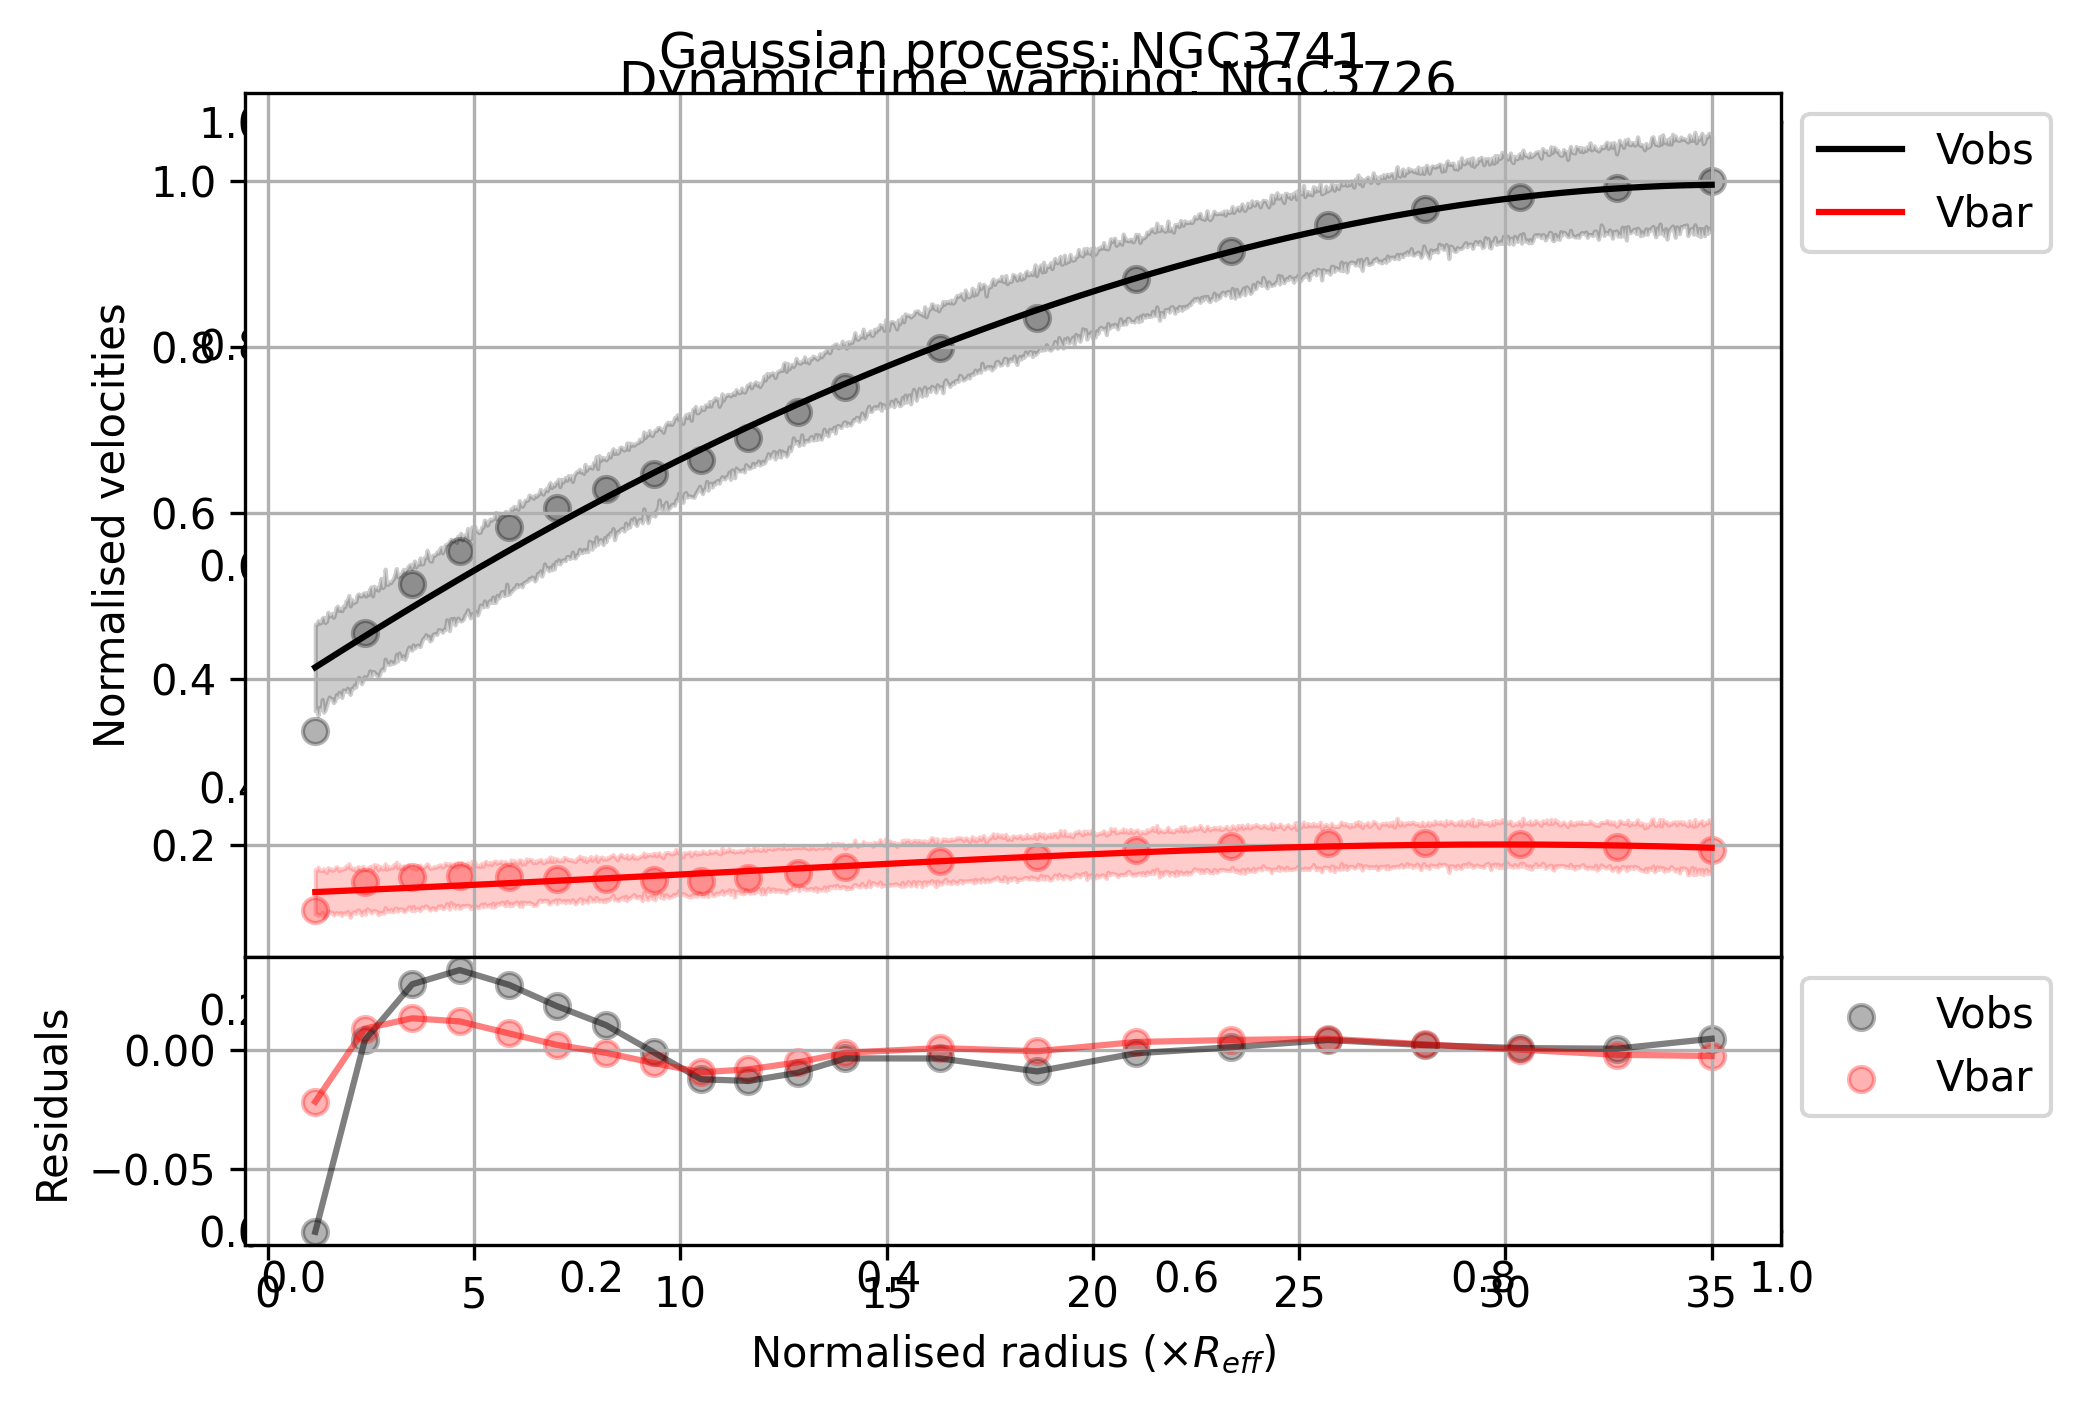 Gaussian process: NGC3741
Dynamic time warping: NGC3726
Vobs
Vbar
Normalised velocities
1.0
0.8
0.6
0.4
0.2
Vobs
Vbar
Residuals
0.00
−0.05
0.0 0.2 0.4 0.6 0.8 1.0
0 5 10 15 20 25 30 35
Normalised radius (×R_eff)